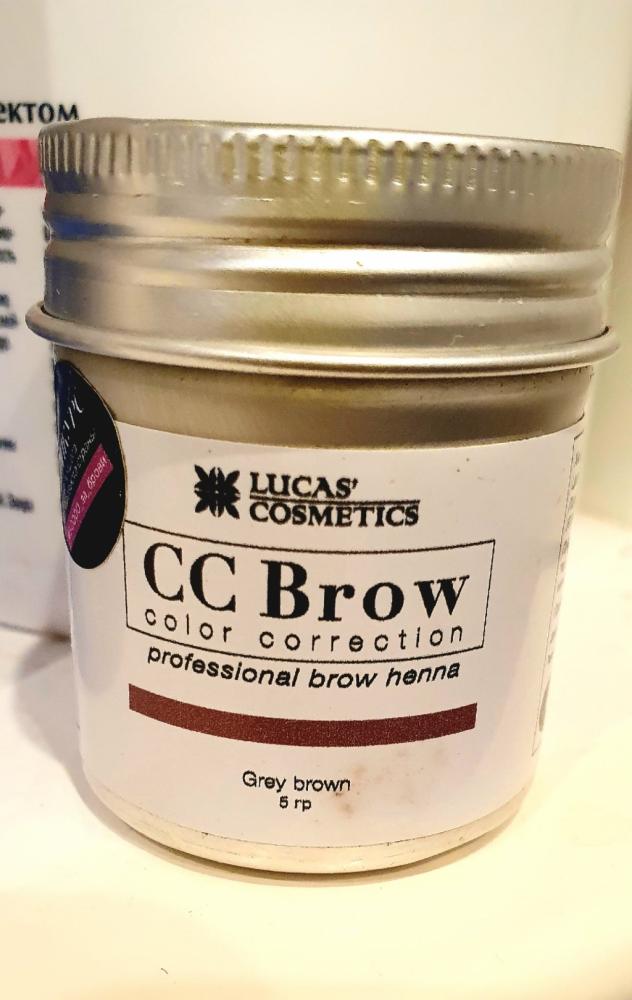 ектом
LUCAS'
COSMETICS
CC Brow
color correction
professional brow henna
Grey brown
5 гр